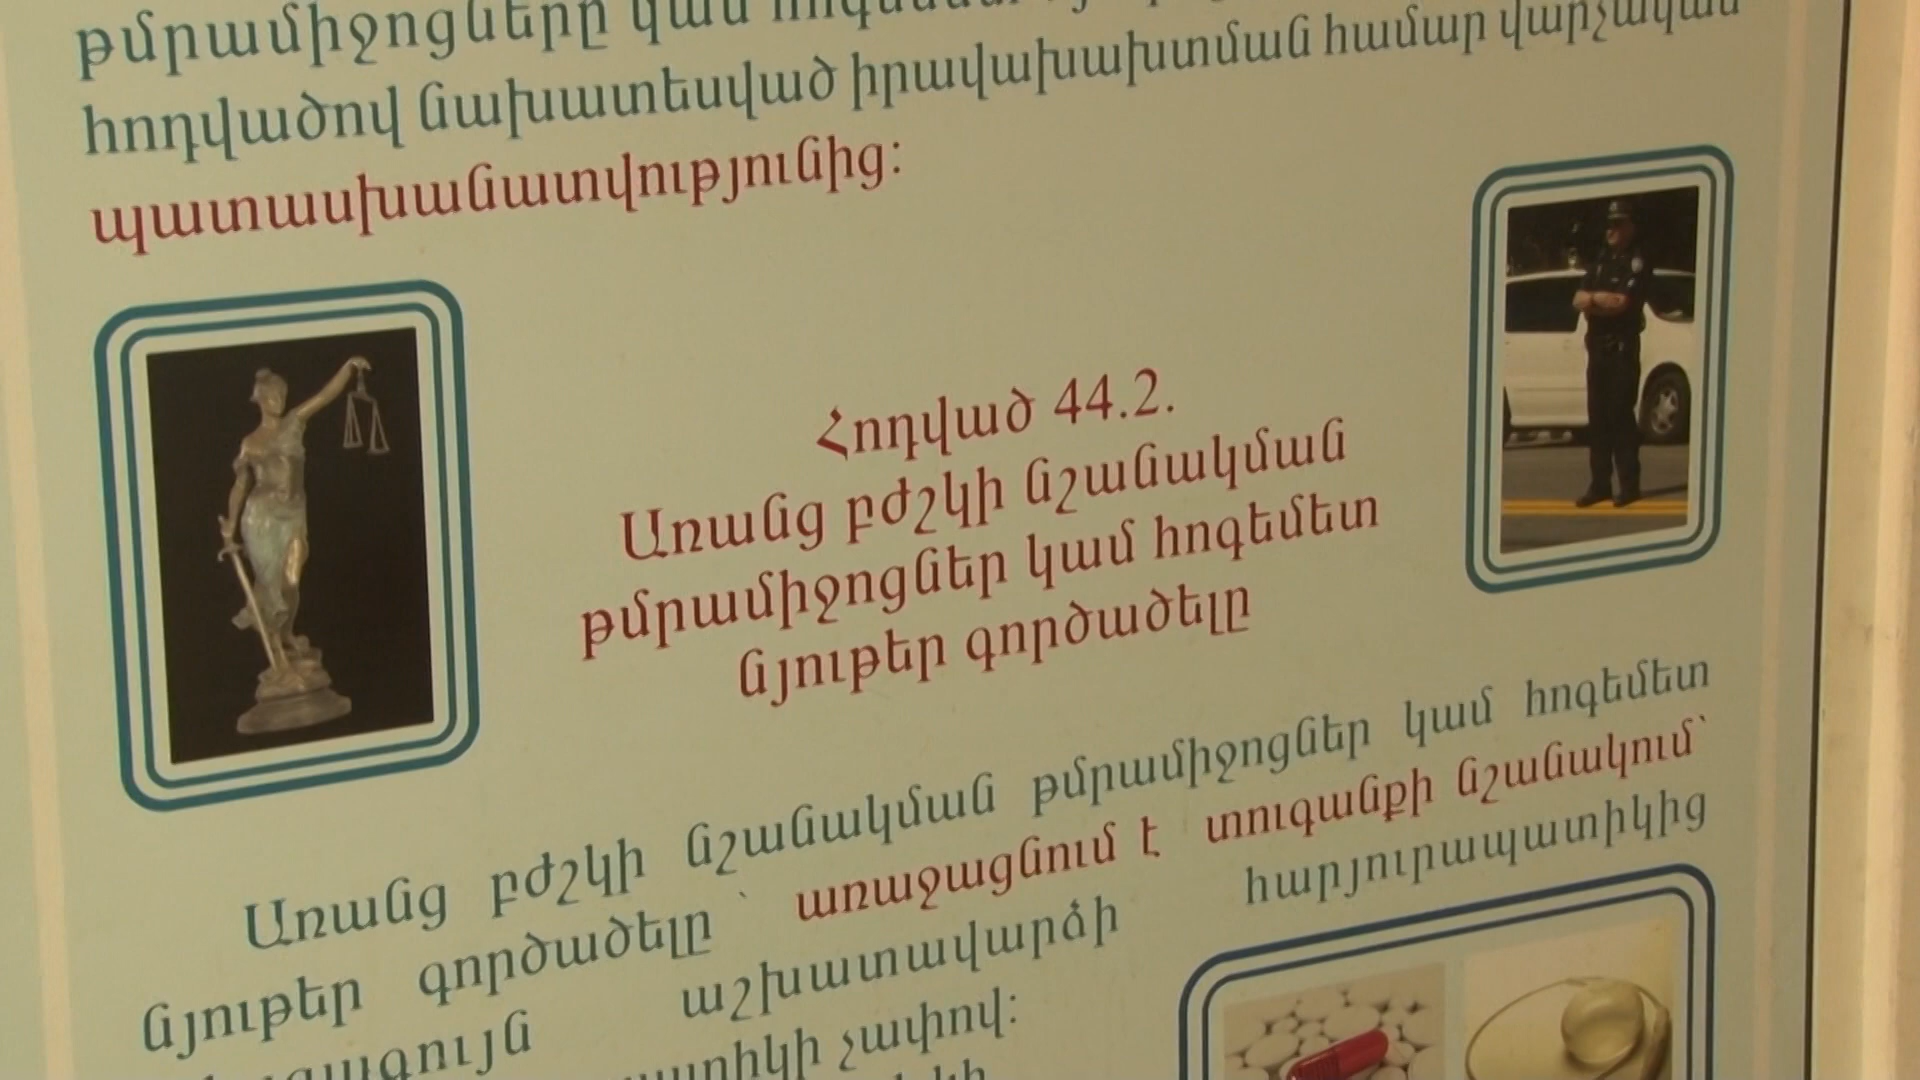 թմրամիջոցները կամ
հոդվածով նախատեսված իրավախախտման համար վարչական
պատասխանատվությունից:
Հոդված 44.2.
Առանց բժշկի նշանակման
թմրամիջոցներ կամ հոգեմետ
նյութեր գործածելը
Առանց բժշկի նշանակման թմրամիջոցներ կամ հոգեմետ
նյութեր գործածելը՝ առաջացնում է տուգանքի նշանակում՝
աշխատավարձի հարյուրապատիկից
չափով: